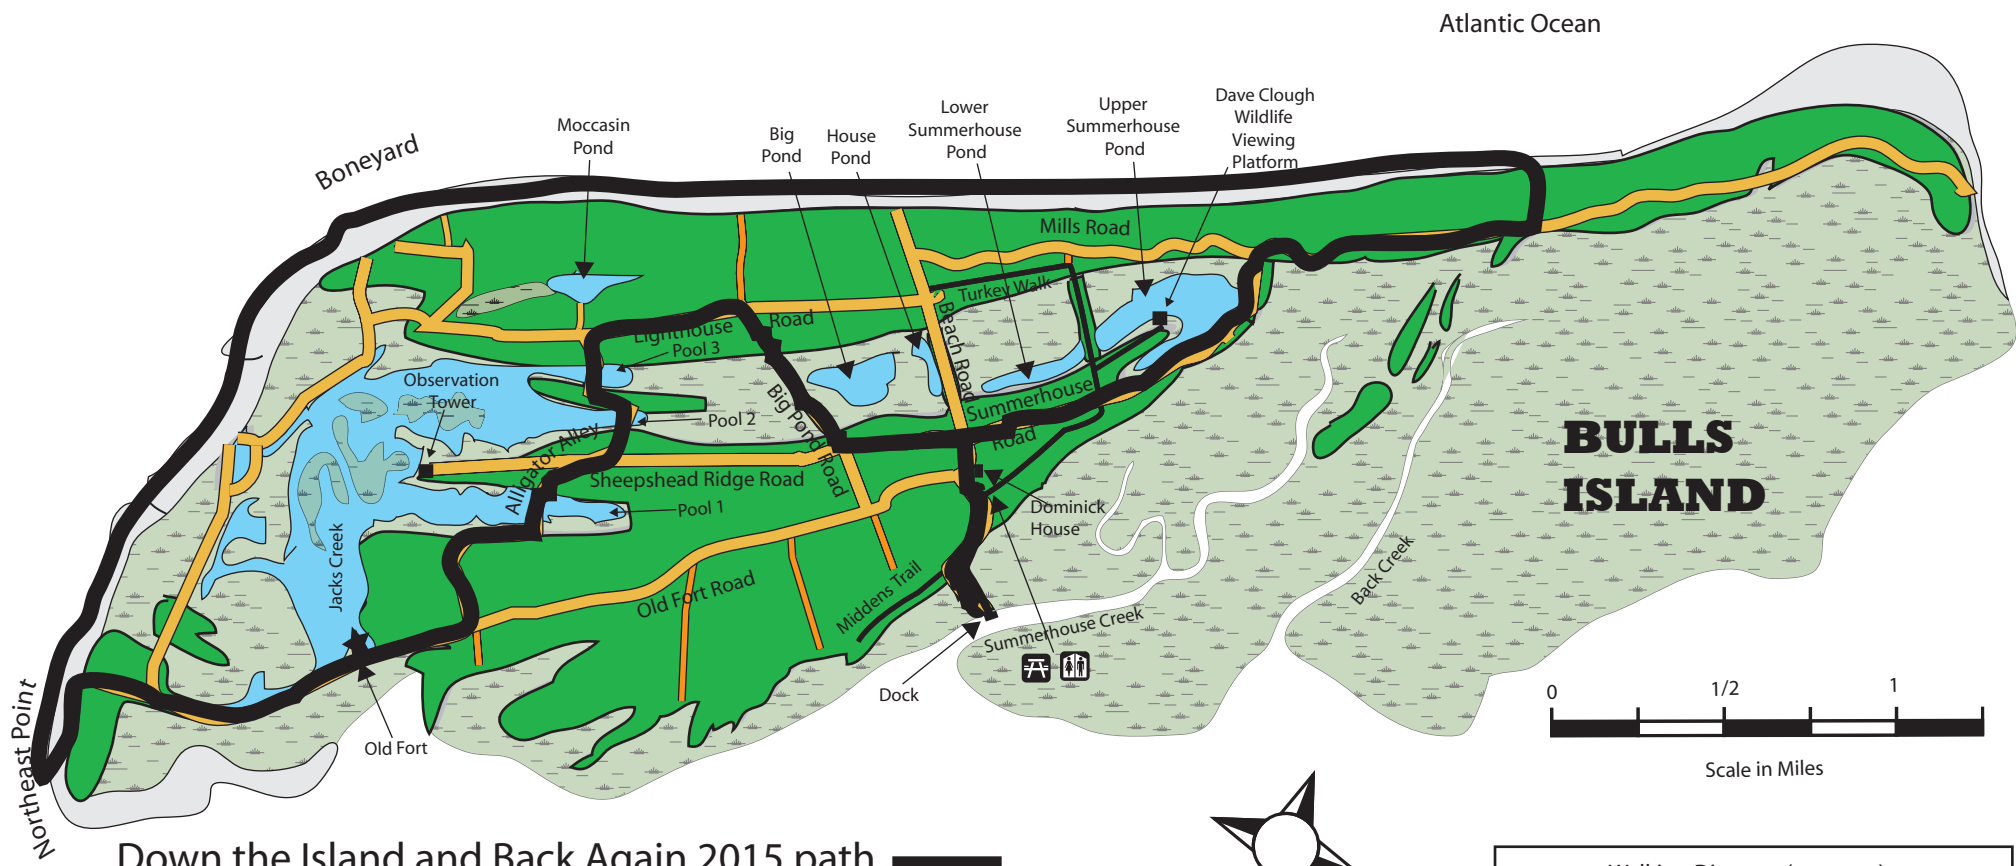 Atlantic Ocean
Boneyard
Moccasin
Pond
Big
Pond
House
Pond
Lower
Summerhouse
Pond
Upper
Summerhouse
Pond
Dave Clough
Wildlife
Viewing
Platform
Mills Road
Turkey Walk
Lighthouse
Road
Pool 3
Beach Road
Observation
Tower
Big Pond Road
Summerhouse
Road
Pool 2
Alligator Alley
Sheepshead Ridge Road
Pool 1
Dominick
House
BULLS
ISLAND
Jacks Creek
Old Fort Road
Middens Trail
Back Creek
Summerhouse Creek
Dock
Old Fort
Northeast Point
0
1/2
1
Scale in Miles
Down the Island and Back Again 2015 path